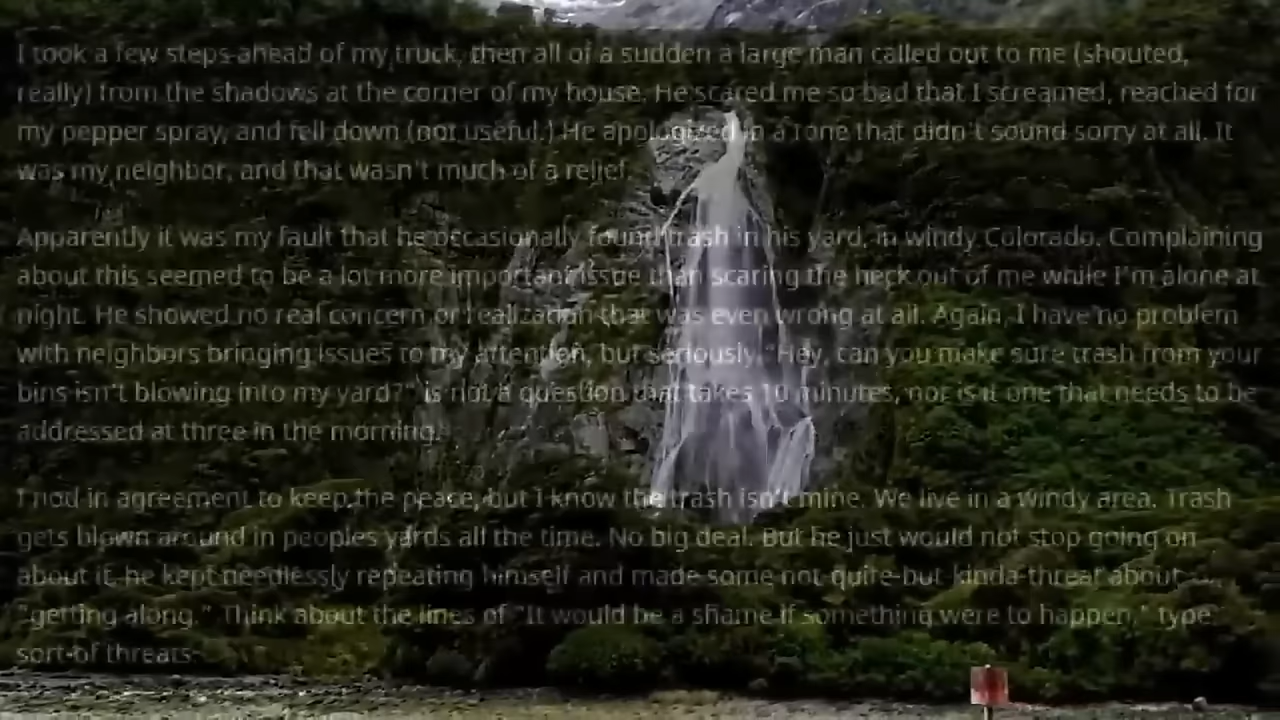 I took a few steps ahead of my truck, then all of a sudden a large man called out to me (shouted,
really) from the shadows at the corner of my house. He scared me so bad that I screamed, reached for
my pepper spray, and fell down (not useful.) He apologised in a tone that didn't sound sorry at all. It
was my neighbor, and that wasn't much of a relief.
Apparently it was my fault that he occasionally found trash in his yard, in windy Colorado. Complaining
about this seemed to be a lot more important issue than scaring the heck out of me while I'm alone at
night. He showed no real concern or realization that was even wrong at all. Again, I have no problem
with neighbors bringing issues to my attention, but seriously. "Hey, can you make sure trash from your
bins isn't blowing into my yard?" is not a question that takes 10 minutes, nor is it one that needs to be
addressed at three in the morning.
I nod in agreement to keep the peace, but I know the trash isn't mine. We live in a windy area. Trash
gets blown around in peoples yards all the time. No big deal. But he just would not stop going on
about it, he kept needlessly repeating himself and made some not-quite-but-kinda-threat about
"getting along." Think about the lines of "It would be a shame if something were to happen," type
sort-of threats